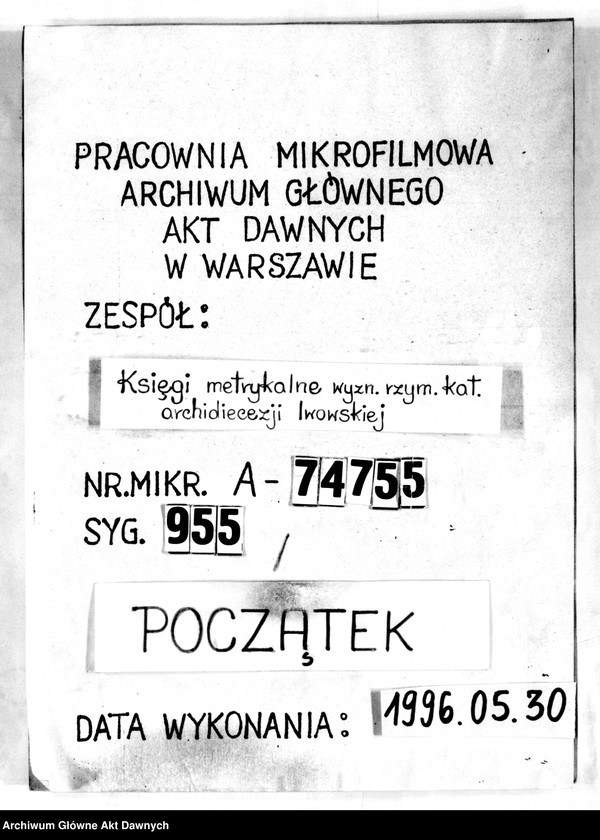 PRACOWNIA MIKROFILMOWA
ARCHIWUM GŁÓWNEGO
AKT DAWNYCH
W WARSZAWIE
ZESPÓŁ:
Księgi metrykalne wyzn. rzym. kat.
archidiecezji lwowskiej
NR.MIKR. A-74755
SYG. 955 /
POCZĄTEK
DATA WYKONANIA: 1996.05.30
Archiwum Główne Akt Dawnych